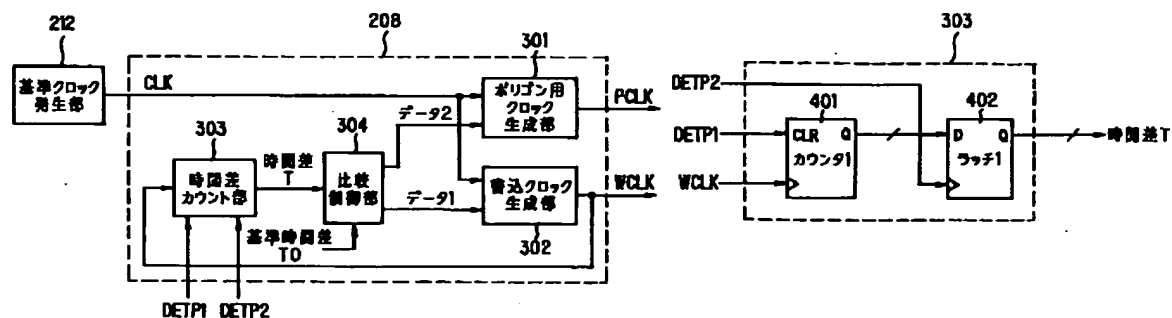 212
基準クロック
発生部
CLK
208
301
ポリゴン用
クロック
生成部
PCLK
データ2
303
時間差
カウント部
時間差
T
304
比較
制御部
データ1
書込クロック
生成部
302
WCLK
基準時間差
T0
DETP1 DETP2
303
DETP2
DETP1
WCLK
401
CLR Q
カウンタ1
402
D Q
ラッチ1
時間差T